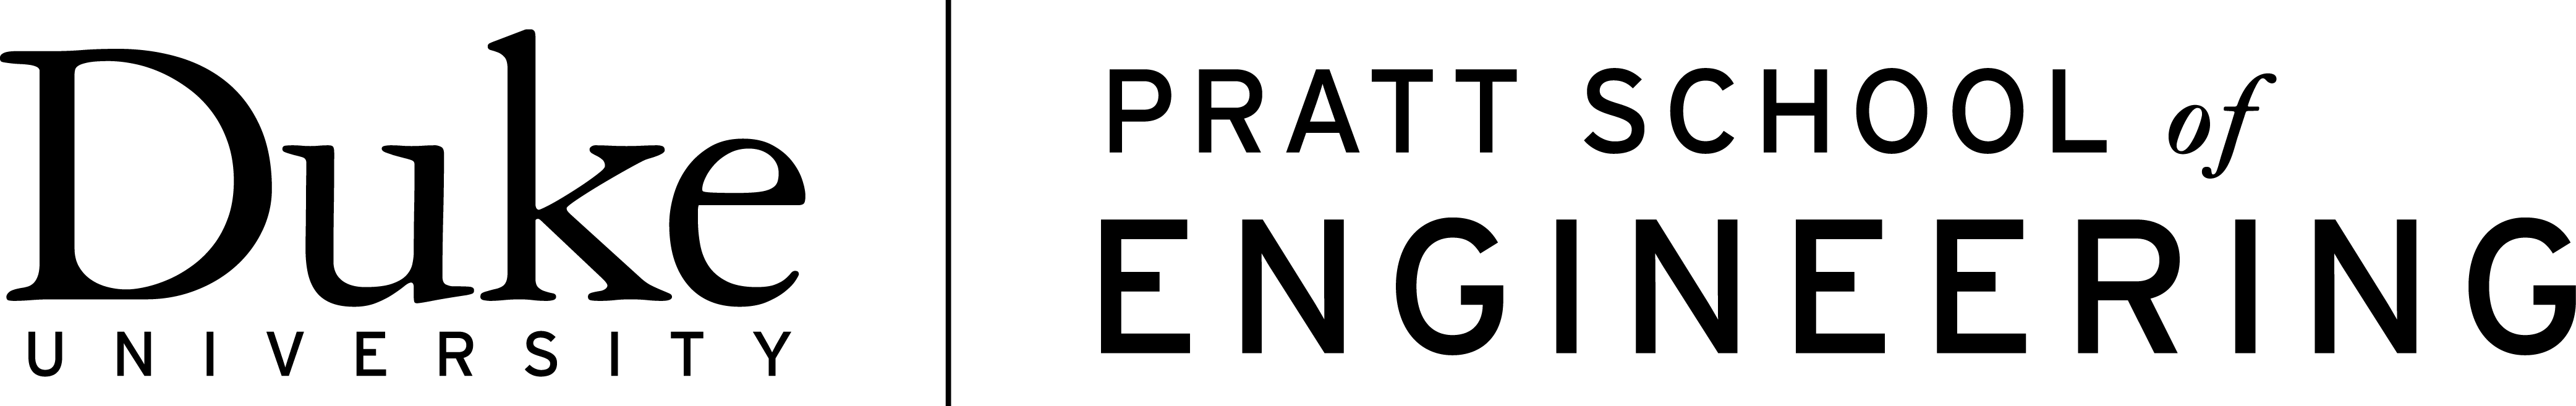 Duke
UNIVERSITY
PRATT SCHOOL of
ENGINEERING